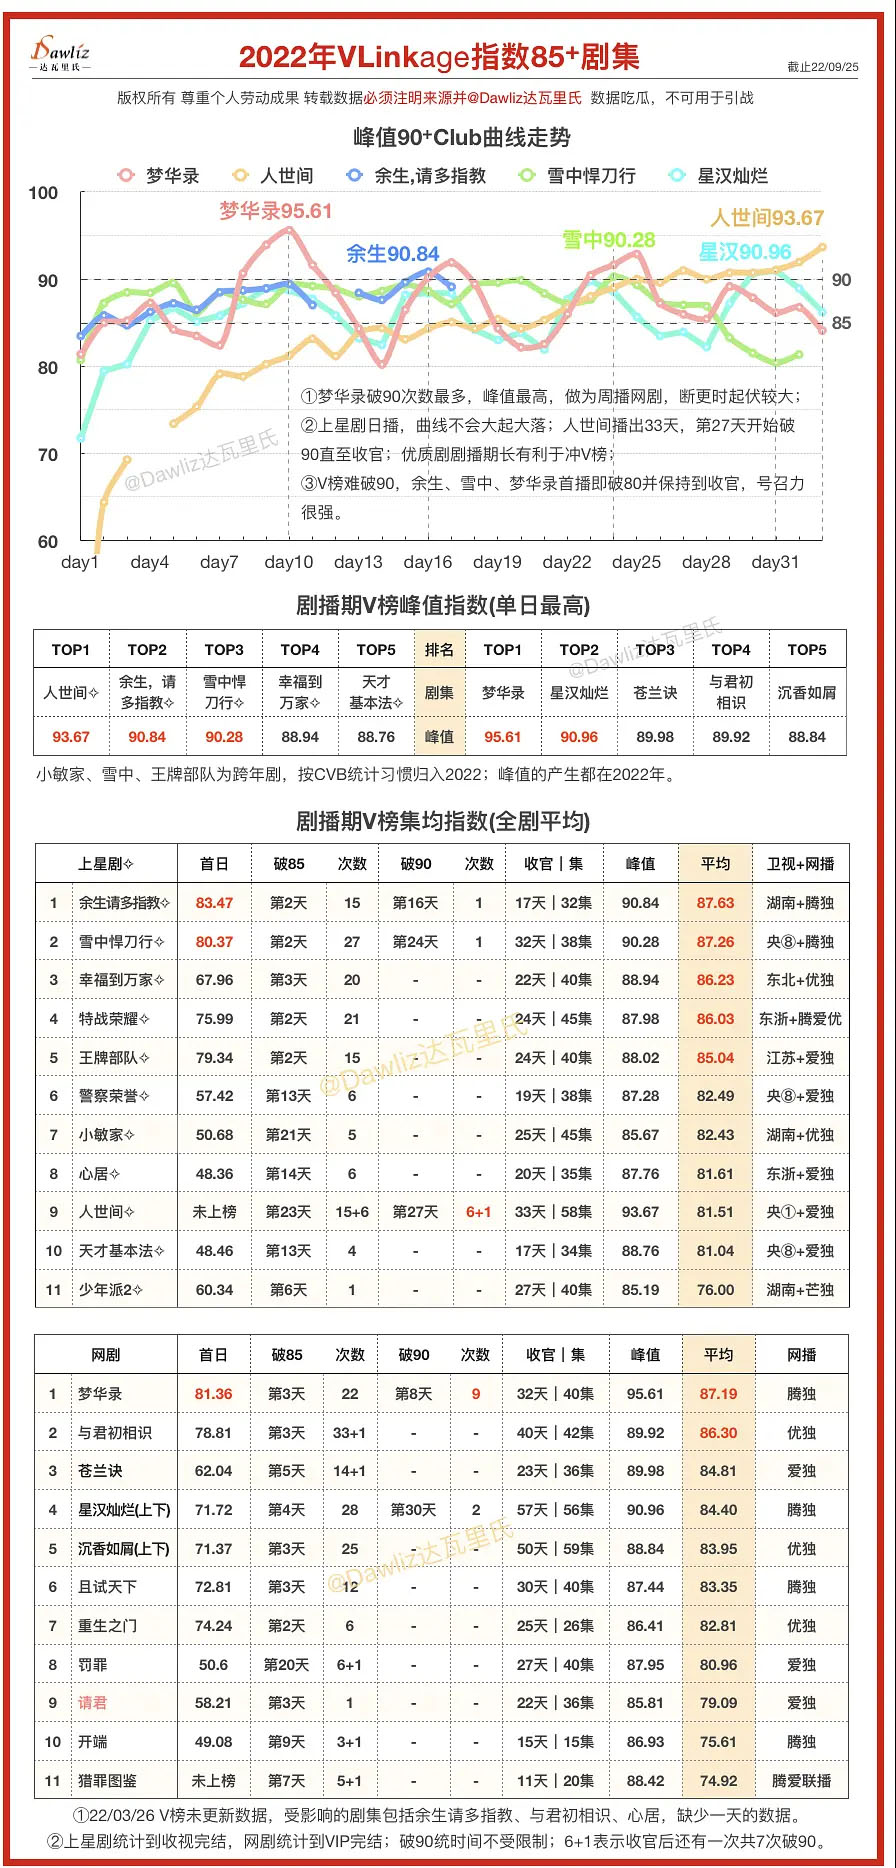 Dawliz
—达瓦里氏—
2022年VLinkage指数85+剧集
截止22/09/25
版权所有 尊重个人劳动成果 转载数据必须注明来源并@Dawliz达瓦里氏 数据吃瓜，不可用于引战
峰值90+Club曲线走势
梦华录 人世间 余生,请多指教 雪中悍刀行 星汉灿烂
100
梦华录95.61
人世间93.67
余生90.84
雪中90.28
星汉90.96
90 90
85
80
①梦华录破90次数最多，峰值最高，做为周播网剧，断更时起伏较大；
②上星剧日播，曲线不会大起大落；人世间播出33天，第27天开始破
90直至收官；优质剧剧播期长有利于冲V榜；
③V榜难破90，余生、雪中、梦华录首播即破80并保持到收官，号召力
很强。
@Dawliz达瓦里氏
70
60
day1 day4 day7 day10 day13 day16 day19 day22 day25 day28 day31
剧播期V榜峰值指数(单日最高)
@Dawliz达瓦里氏
TOP1 TOP2 TOP3 TOP4 TOP5 排名 TOP1 TOP2 TOP3 TOP4 TOP5
人世间✧ 余生，请多指教✧ 雪中悍刀行✧ 幸福到万家✧ 天才基本法✧ 剧集 梦华录 星汉灿烂 苍兰诀 与君初相识 沉香如屑
93.67 90.84 90.28 88.94 88.76 峰值 95.61 90.96 89.98 89.92 88.84
小敏家、雪中、王牌部队为跨年剧，按CVB统计习惯归入2022；峰值的产生都在2022年。
剧播期V榜集均指数(全剧平均)
上星剧✧ 首日 破85 次数 破90 次数 收官｜集 峰值 平均 卫视+网播
1 余生请多指教✧ 83.47 第2天 15 第16天 1 17天｜32集 90.84 87.63 湖南+腾独
2 雪中悍刀行✧ 80.37 第2天 27 第24天 1 32天｜38集 90.28 87.26 央⑧+腾独
3 幸福到万家✧ 67.96 第3天 20 - - 22天｜40集 88.94 86.23 东北+优独
4 特战荣耀✧ 75.99 第2天 21 - - 24天｜45集 87.98 86.03 东浙+腾爱优
5 王牌部队✧ 79.34 第2天 15 - - 24天｜40集 88.02 85.04 江苏+爱独
6 警察荣誉✧ 57.42 第13天 6 - - 19天｜38集 87.28 82.49 央⑧+爱独
7 小敏家✧ 50.68 第21天 5 - - 25天｜45集 85.67 82.43 湖南+优独
8 心居✧ 48.36 第14天 6 - - 20天｜35集 87.76 81.61 东浙+爱独
9 人世间✧ 未上榜 第23天 15+6 第27天 6+1 33天｜58集 93.67 81.51 央①+爱独
10 天才基本法✧ 48.46 第13天 4 - - 17天｜34集 88.76 81.04 央⑧+爱独
11 少年派2✧ 60.34 第6天 1 - - 27天｜40集 85.19 76.00 湖南+芒独
@Dawliz达瓦里氏
网剧 首日 破85 次数 破90 次数 收官｜集 峰值 平均 网播
1 梦华录 81.36 第3天 22 第8天 9 32天｜40集 95.61 87.19 腾独
2 与君初相识 78.81 第3天 33+1 - - 40天｜42集 89.92 86.30 优独
3 苍兰诀 62.04 第5天 14+1 - - 23天｜36集 89.98 84.81 爱独
4 星汉灿烂(上下) 71.72 第4天 28 第30天 2 57天｜56集 90.96 84.40 腾独
5 沉香如屑(上下) 71.37 第3天 25 - - 50天｜59集 88.84 83.95 优独
6 且试天下 72.81 第3天 12 - - 30天｜40集 87.44 83.35 腾独
7 重生之门 74.24 第2天 6 - - 25天｜26集 86.41 82.81 优独
8 罚罪 50.6 第20天 6+1 - - 27天｜40集 87.95 80.96 爱独
9 请君 58.21 第3天 1 - - 22天｜36集 85.81 79.09 爱独
10 开端 49.08 第9天 3+1 - - 15天｜15集 86.93 75.61 腾独
11 猎罪图鉴 未上榜 第7天 5+1 - - 11天｜20集 88.42 74.92 腾爱联播
@Dawliz达瓦里氏
①22/03/26 V榜未更新数据，受影响的剧集包括余生请多指教、与君初相识、心居，缺少一天的数据。
②上星剧统计到收视完结，网剧统计到VIP完结；破90统时间不受限制；6+1表示收官后还有一次共7次破90。